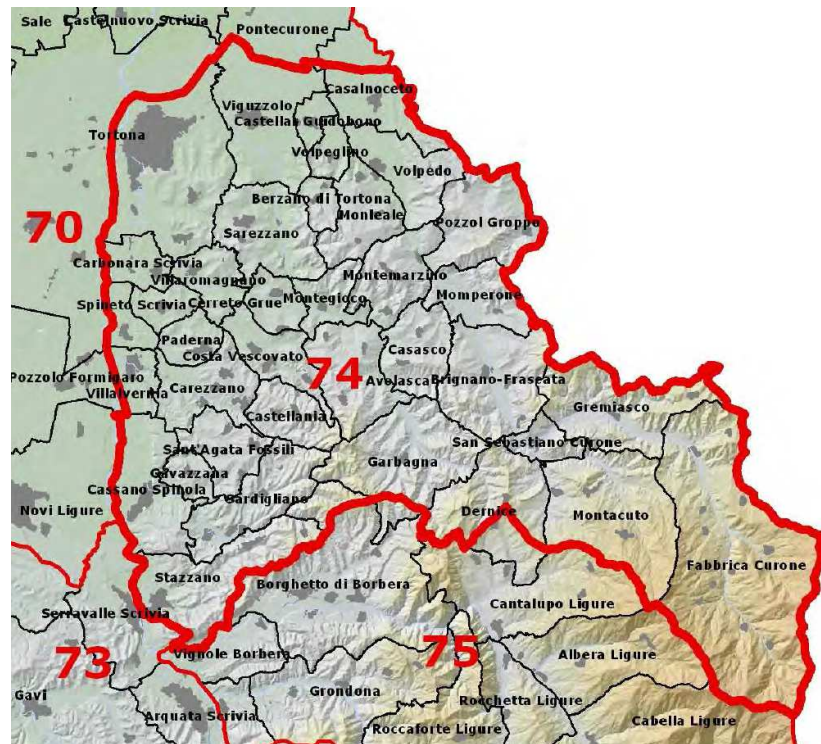 Sale
Castelnuovo Scrivia
Pontecurone
Casalnoceto
Viguzzolo
Castellar Guidobono
Tortona
Volpeglino
Volpedo
Berzano di Tortona
Monleale
Pozzol Groppo
70
Sarezzano
Carbonara Scrivia
Villaromagnano
Montemarzino
Momperone
Spineto Scrivia
Cerreto Grue
Montegioco
Paderna
Costa Vescovato
Casasco
74
Pozzolo Formigaro
Villalvernia
Carezzano
Avolasca
Brignano-Frascata
Castellania
Gremiasco
Sant'Agata Fossili
San Sebastiano Curone
Gavazzana
Garbagna
Cassano Spinola
Sardigliano
Novi Ligure
Dernice
Montacuto
Fabbrica Curone
Stazzano
Borghetto di Borbera
Cantalupo Ligure
Serravalle Scrivia
73
Vignole Borbera
75
Albera Ligure
Gavi
Grondona
Rocchetta Ligure
Arquata Scrivia
Roccaforte Ligure
Cabella Ligure